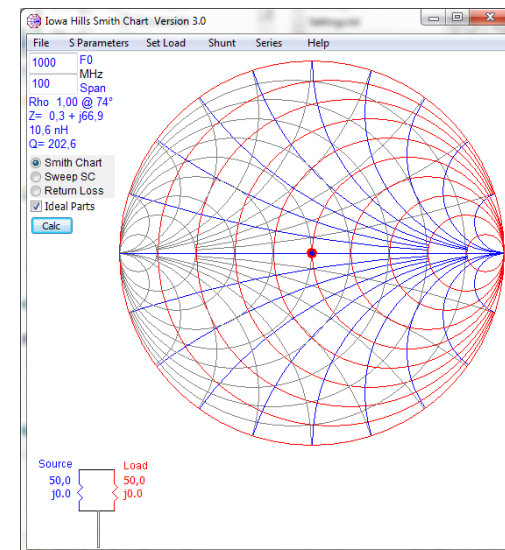 Iowa Hills Smith Chart Version 3.0
File S Parameters Set Load Shunt Series Help
1000 F0
MHz
100 Span
Rho 1,00 @ 74°
Z= 0,3 + j66,9
10,6 nH
Q= 202,6
Smith Chart
Sweep SC
Return Loss
Ideal Parts
Calc
Source Load
50,0 50,0
j0.0 j0.0